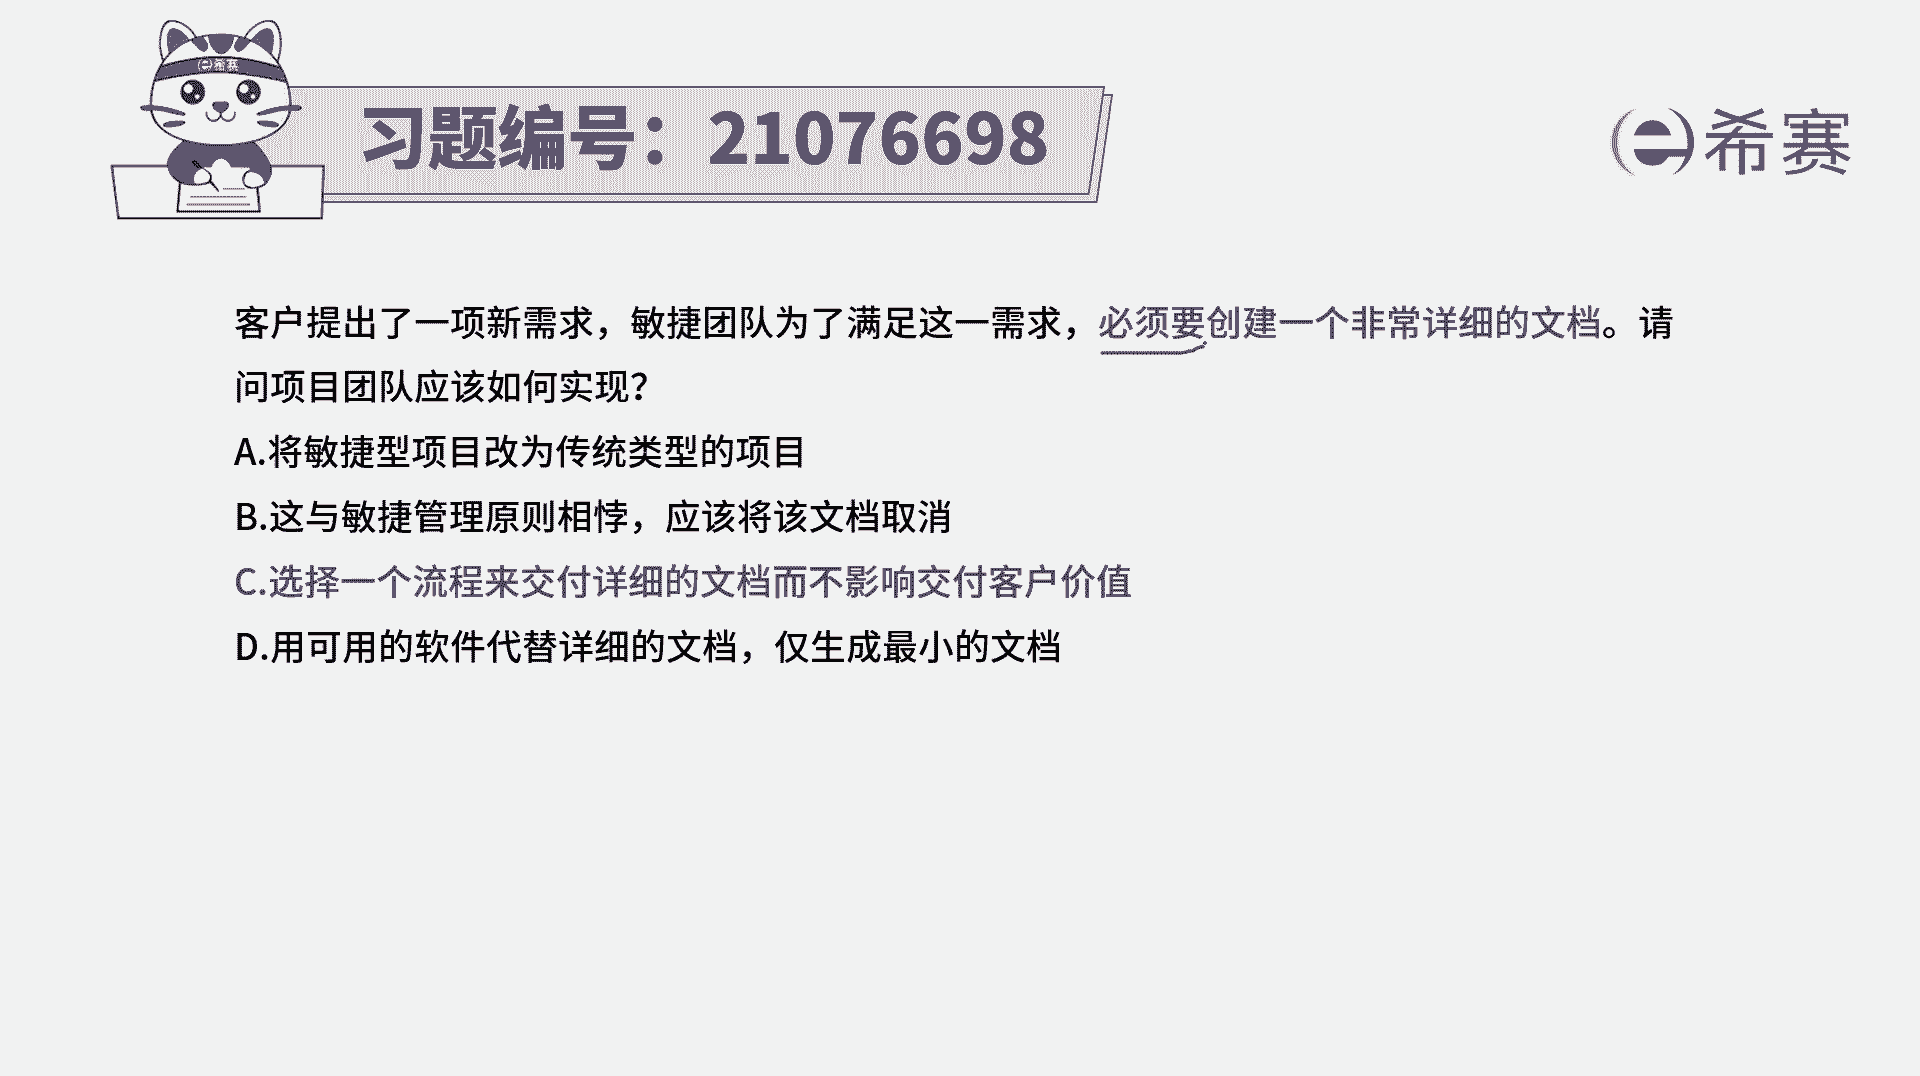 希赛
习题编号：21076698
希赛
客户提出了一项新需求，敏捷团队为了满足这一需求，必须要创建一个非常详细的文档。请
问项目团队应该如何实现？
A.将敏捷型项目改为传统类型的项目
B.这与敏捷管理原则相悖，应该将该文档取消
C.选择一个流程来交付详细的文档而不影响交付客户价值
D.用可用的软件代替详细的文档，仅生成最小的文档